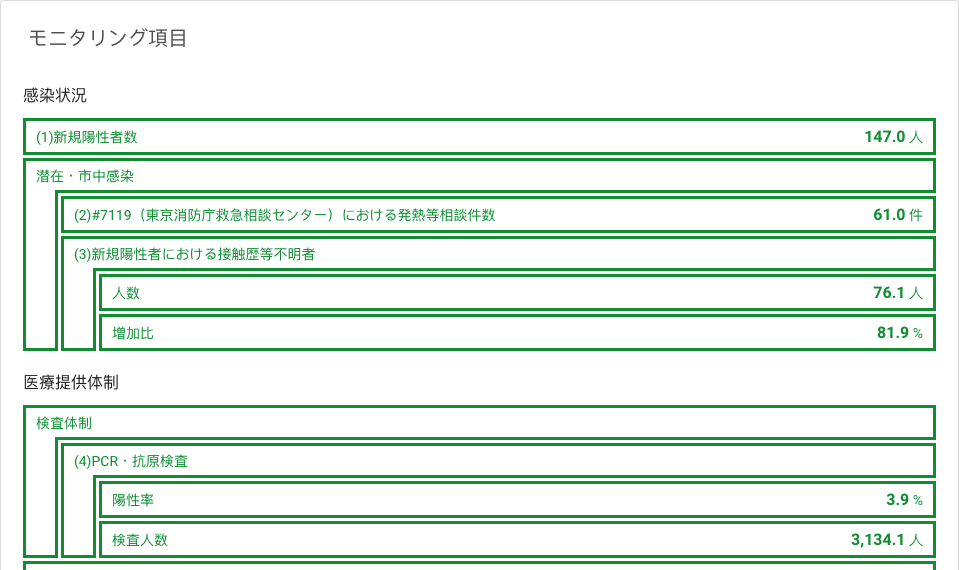 モニタリング項目
感染状況
(1)新規陽性者数 147.0 人
潜在・市中感染
(2)#7119（東京消防庁救急相談センター）における発熱等相談件数 61.0 件
(3)新規陽性者における接触歴等不明者
人数 76.1 人
増加比 81.9 %
医療提供体制
検査体制
(4)PCR・抗原検査
陽性率 3.9 %
検査人数 3,134.1 人